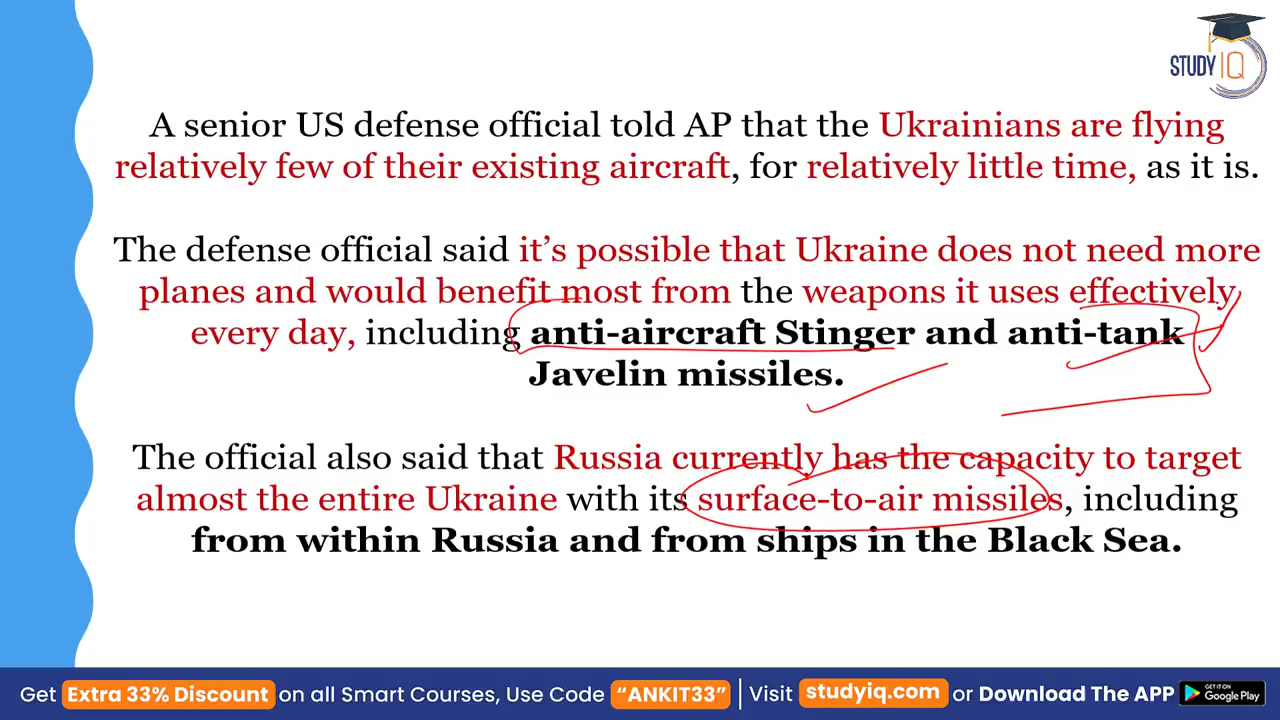 STUDY IQ
A senior US defense official told AP that the Ukrainians are flying
relatively few of their existing aircraft, for relatively little time, as it is.
The defense official said it’s possible that Ukraine does not need more
planes and would benefit most from the weapons it uses effectively
every day, including anti-aircraft Stinger and anti-tank
Javelin missiles.
The official also said that Russia currently has the capacity to target
almost the entire Ukraine with its surface-to-air missiles, including
from within Russia and from ships in the Black Sea.
Get Extra 33% Discount on all Smart Courses, Use Code “ANKIT33” | Visit studyiq.com or Download The APP GET IT ON Google Play